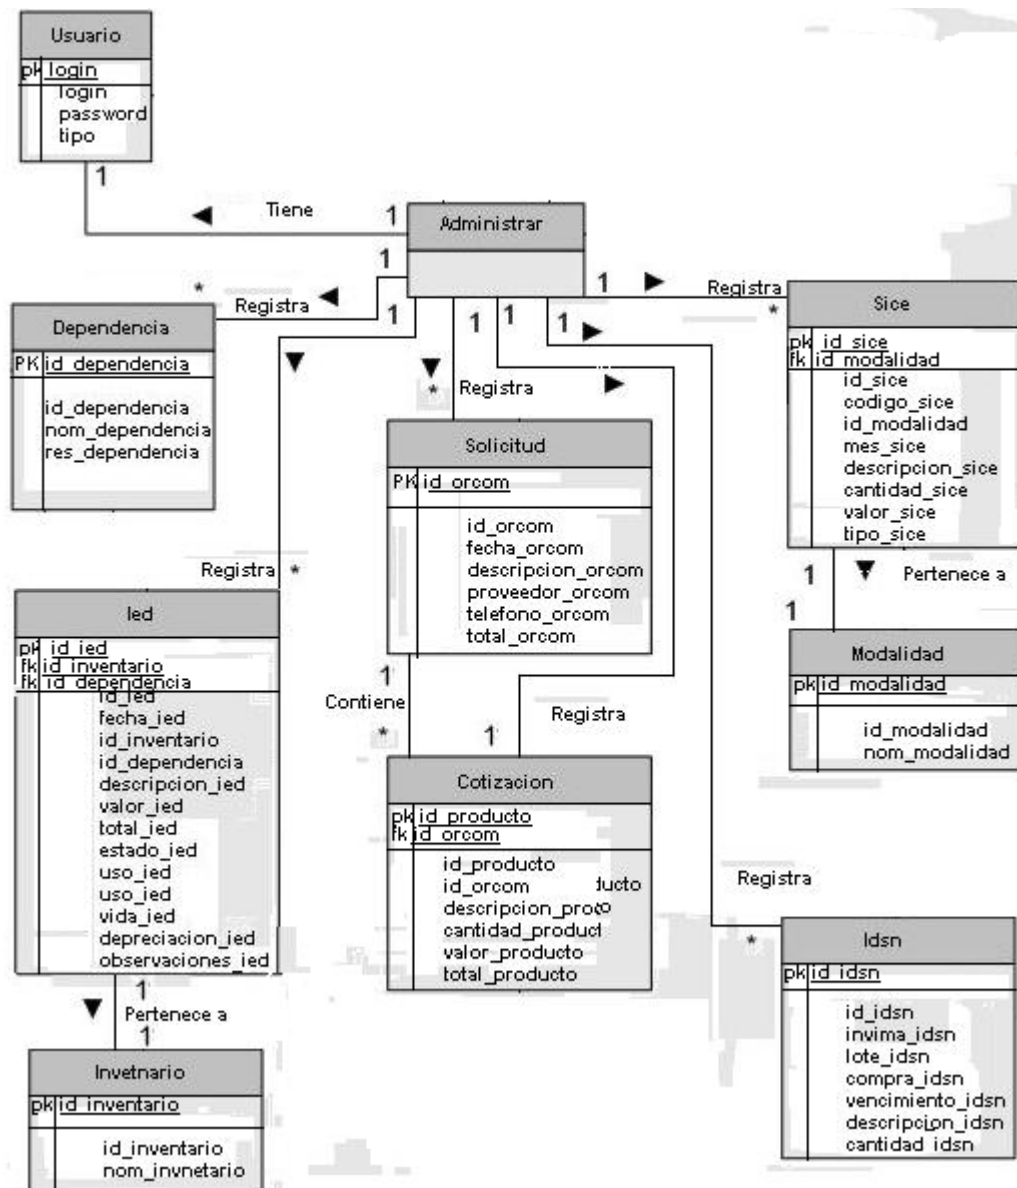 Usuario
pk login
login
password
tipo
1
Tiene
1
Administrar
1
*
Registra
1
1
1
1
1
Registra
*
Dependencia
PK id_dependencia
id_dependencia
nom_dependencia
res_dependencia
Sice
pk id_sice
fk id_modalidad
id_sice
codigo_sice
id_modalidad
mes_sice
descripcion_sice
cantidad_sice
valor_sice
tipo_sice
* Registra
Solicitud
PK id_orcom
id_orcom
fecha_orcom
descripcion_orcom
proveedor_orcom
telefono_orcom
total_orcom
Registra *
1
Pertenece a
1
Ied
pk id_ied
fk id_inventario
fk id_dependencia
id_ied
fecha_ied
id_inventario
id_dependencia
descripcion_ied
valor_ied
total_ied
estado_ied
uso_ied
uso_ied
vida_ied
depreciacion_ied
observaciones_ied
Modalidad
pk id_modalidad
id_modalidad
nom_modalidad
1
Contiene
*
Registra
1
Cotizacion
pk id_producto
fk id_orcom
id_producto
id_orcom
descripcion_producto
cantidad_product
valor_producto
total_producto
Registra
*
Idsn
pk id_idsn
id_idsn
invima_idsn
lote_idsn
compra_idsn
vencimiento_idsn
descripcion_idsn
cantidad_idsn
1
Pertenece a
1
Invetnario
pk id_inventario
id_inventario
nom_invnetario